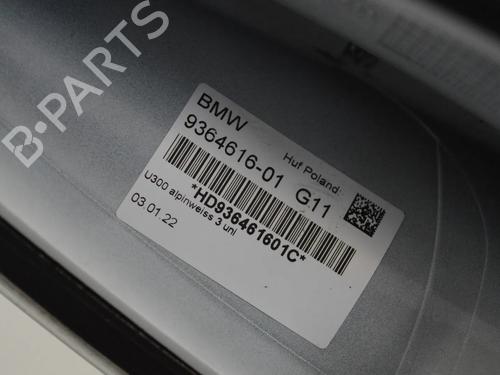 B-PARTS
BMW
Huf Poland
9364616-01 G11
*HD936461601C*
U300 alpinweiss 3 uni
03.01.22